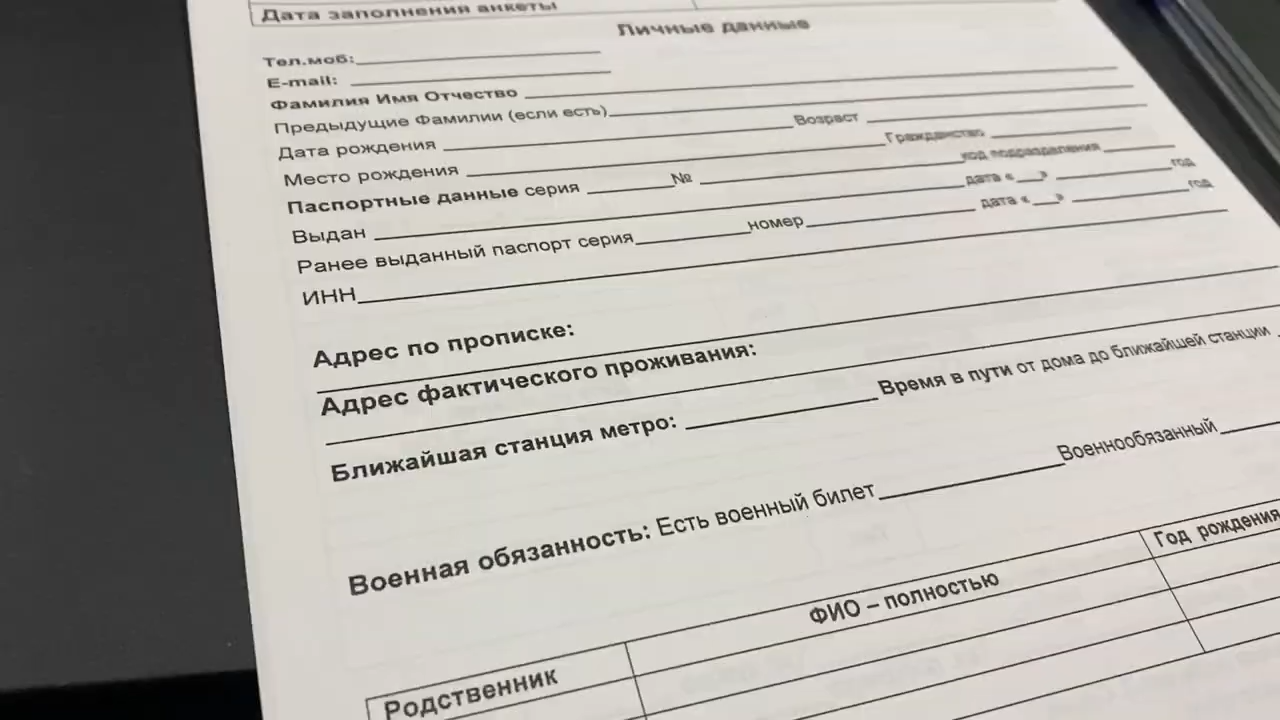 Дата заполнения анкеты
Личные данные
Тел.моб:
E-mail:
Фамилия Имя Отчество
Предыдущие Фамилии (если есть)
Дата рождения Возраст
Место рождения Гражданство
Паспортные данные серия № код подразделения
Выдан дата « » год
Ранее выданный паспорт серия номер дата « » год
ИНН
Адрес по прописке:
Адрес фактического проживания:
Ближайшая станция метро: Время в пути от дома до ближайшей станции
Военная обязанность: Есть военный билет Военнообязанный
Родственник ФИО – полностью Год рождения